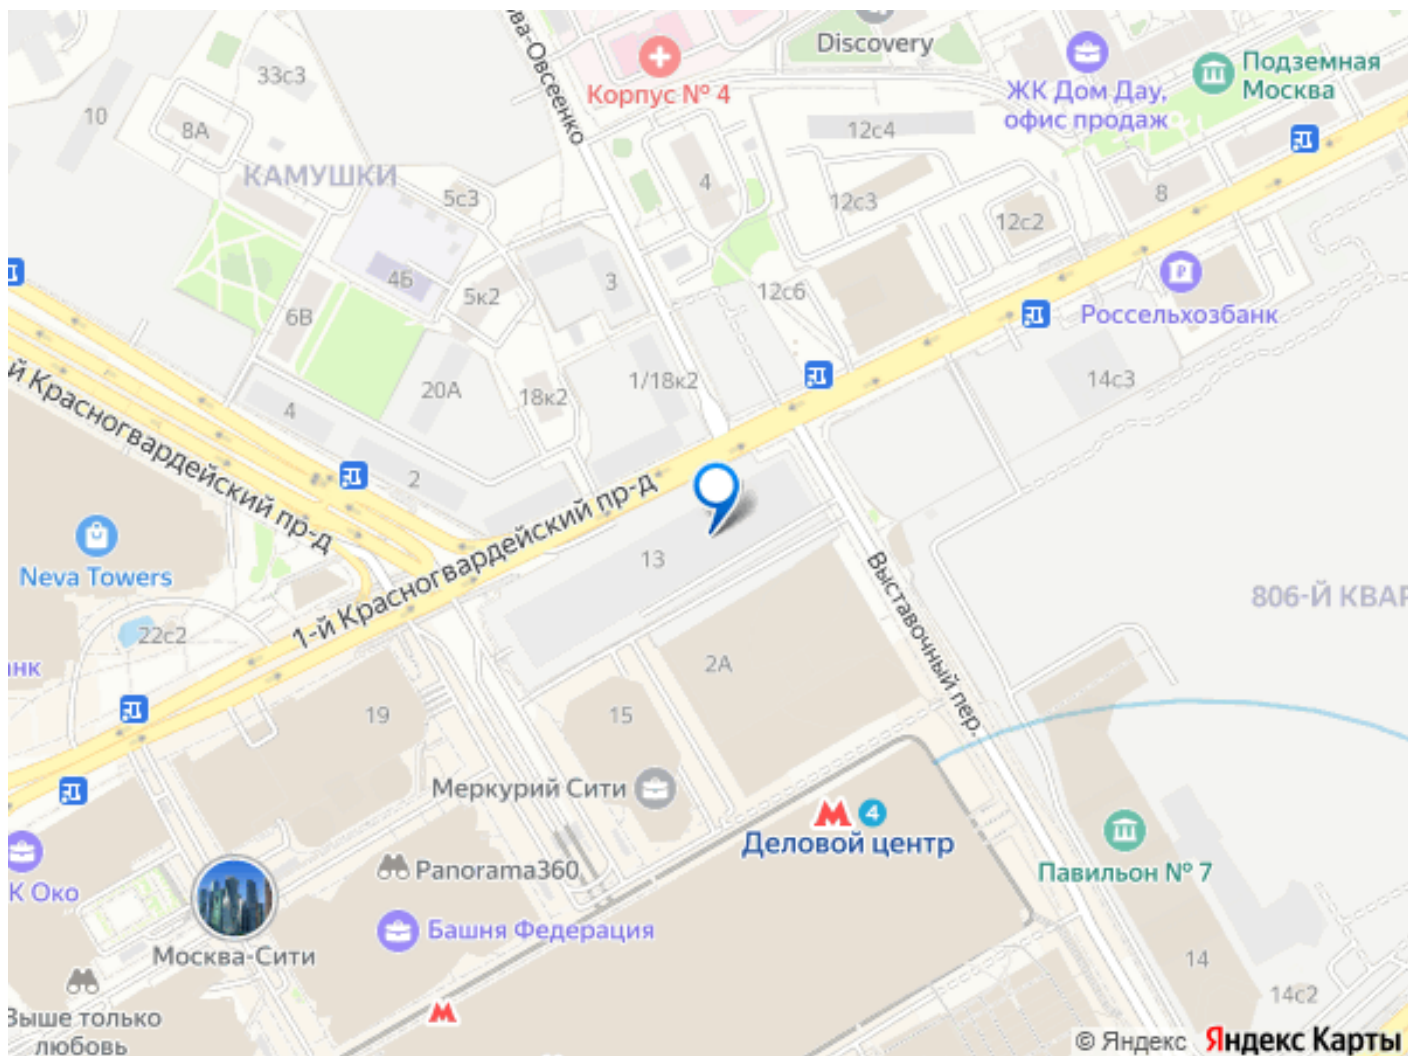 ва-Овсеенко
Discovery
33с3
Корпус № 4
ЖК Дом Дау,
офис продаж
Подземная
Москва
10
8А
12с4
КАМУШКИ
5с3
4
12с3
8
12с2
4Б
5к2
3
12с6
6В
Россельхозбанк
1/18к2
14с3
20А
18к2
4
й Красногвардейский пр-д
2
1-й Красногвардейский пр-д
13
Neva Towers
Выставочный пер.
806-Й КВАР
22с2
2А
анк
19
15
Меркурий Сити
4
Деловой центр
Panorama360
Павильон № 7
К Око
Башня Федерация
Москва-Сити
14
14с2
Выше только
любовь
© Яндекс Яндекс Карты